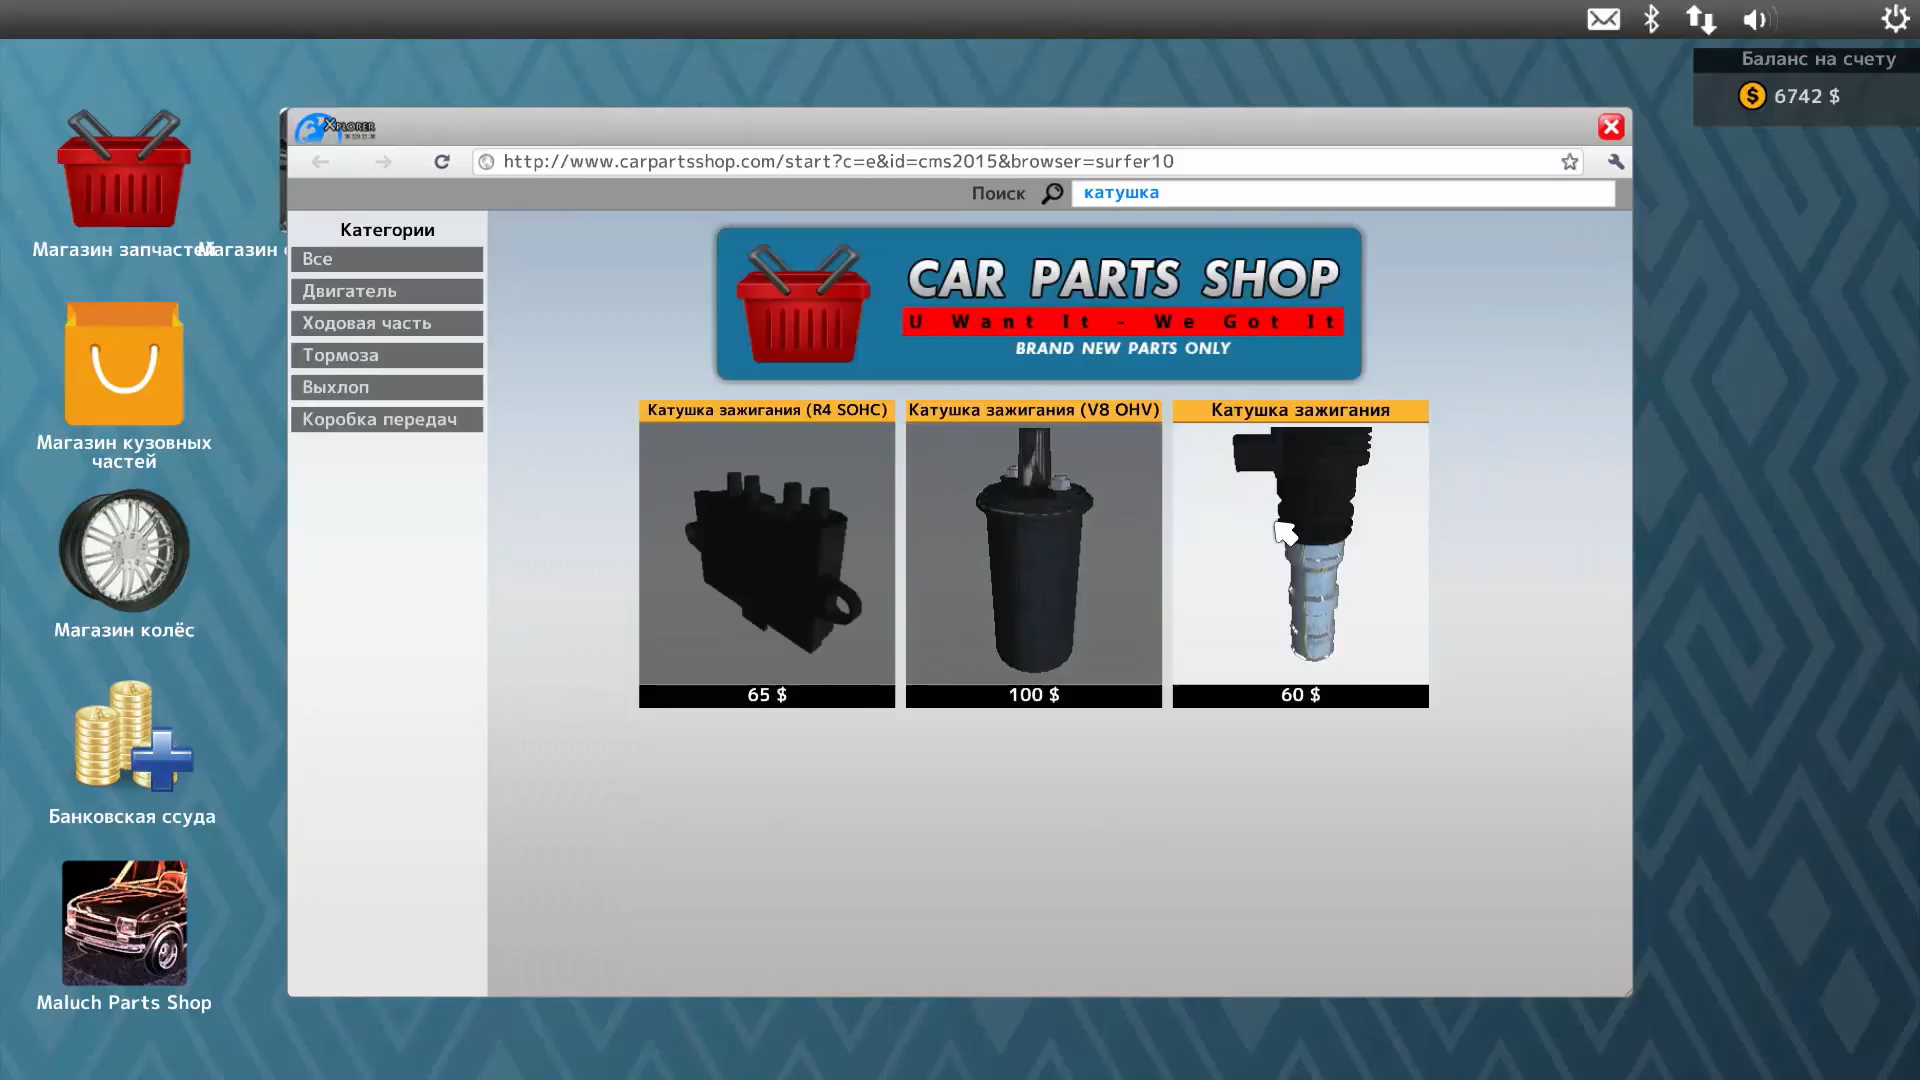 Баланс на счету
6742 $
XPLORER
http://www.carpartsshop.com/start?c=e&id=cms2015&browser=surfer10
Поиск
катушка
Категории
Все
Двигатель
Ходовая часть
Тормоза
Выхлоп
Коробка передач
CAR PARTS SHOP
U Want It - We Got It
BRAND NEW PARTS ONLY
Катушка зажигания (R4 SOHC)
Катушка зажигания (V8 OHV)
Катушка зажигания
65 $
100 $
60 $
Магазин запчастей
Магазин
Магазин кузовных
частей
Магазин колёс
Банковская ссуда
Maluch Parts Shop